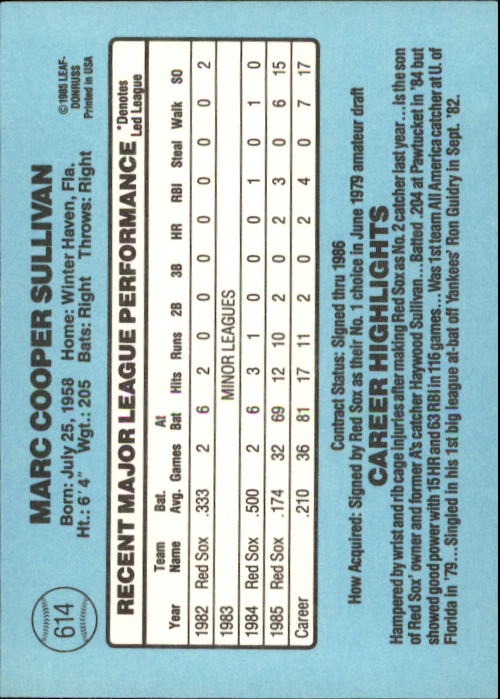 614
MARC COOPER SULLIVAN
Born: July 25, 1958 Home: Winter Haven, Fla.
Ht.: 6' 4" Wgt.: 205 Bats: Right Throws: Right
©1985 LEAF-
DONRUSS
Printed in USA
RECENT MAJOR LEAGUE PERFORMANCE
*Denotes
Led League
Year Team Name Bat. Avg. Games At Bat Hits Runs 2B 3B HR RBI Steal Walk SO
1982 Red Sox .333 2 6 2 0 0 0 0 0 0 0 2
1983 MINOR LEAGUES
1984 Red Sox .500 2 6 3 1 0 0 0 1 0 1 0
1985 Red Sox .174 32 69 12 10 2 0 2 3 0 6 15
Career .210 36 81 17 11 2 0 2 4 0 7 17
Contract Status: Signed thru 1986
How Acquired: Signed by Red Sox as their No. 1 choice in June 1979 amateur draft
CAREER HIGHLIGHTS
Hampered by wrist and rib cage injuries after making Red Sox as No. 2 catcher last year...Is the son
of Red Sox' owner and former A's catcher Haywood Sullivan....Batted .204 at Pawtucket in '84 but
showed good power with 15 HR and 63 RBI in 116 games....Was 1st team All America catcher at U. of
Florida in '79...Singled in his 1st big league at-bat off Yankees' Ron Guidry in Sept. '82.